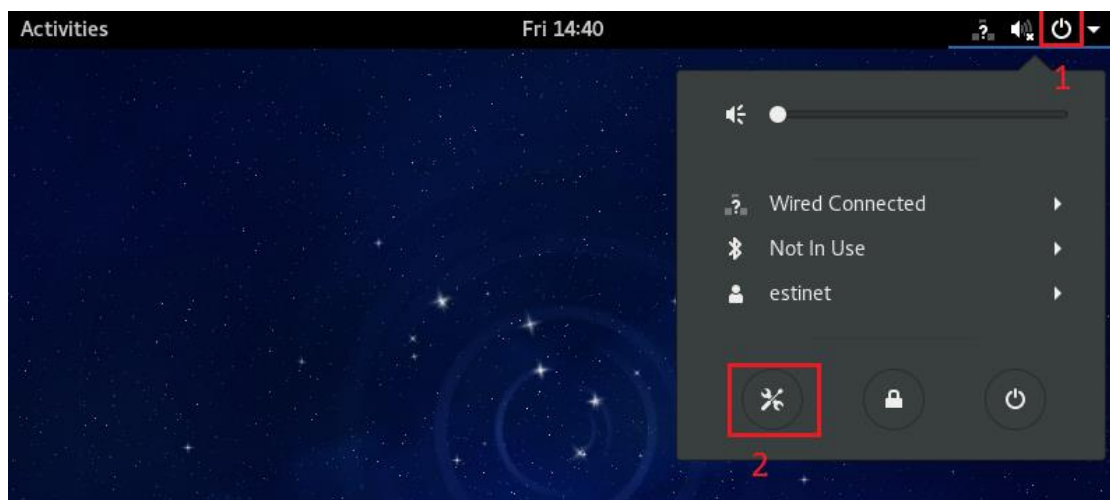 Activities Fri 14:40 ?
1
? Wired Connected
Not In Use
estinet
2